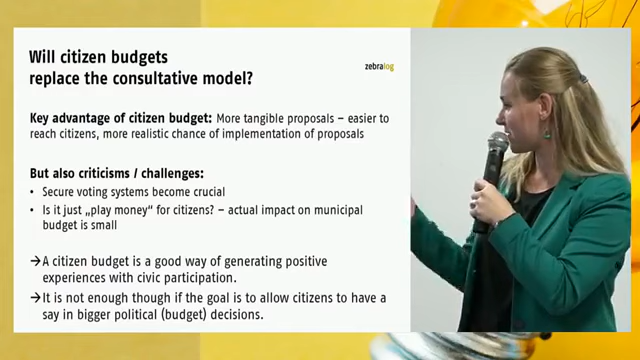 Will citizen budgets
replace the consultative model?
zebralog
Key advantage of citizen budget: More tangible proposals – easier to
reach citizens, more realistic chance of implementation of proposals
But also criticisms / challenges:
• Secure voting systems become crucial
• Is it just „play money“ for citizens? – actual impact on municipal
budget is small
→A citizen budget is a good way of generating positive
experiences with civic participation.
→It is not enough though if the goal is to allow citizens to have a
say in bigger political (budget) decisions.